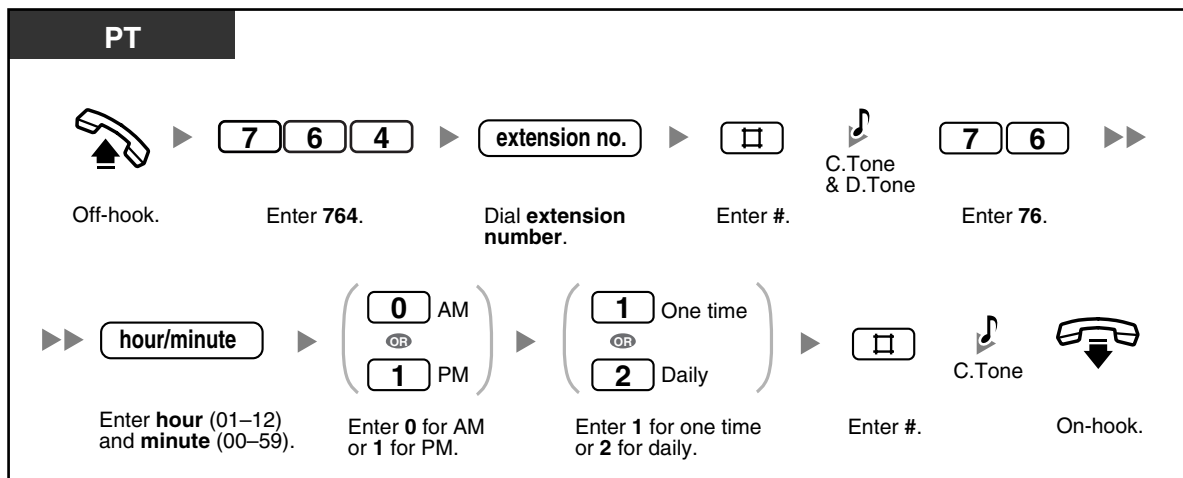 PT
7 6 4 extension no. # C.Tone & D.Tone 7 6
Off-hook. Enter 764. Dial extension number. Enter #. Enter 76.
hour/minute 0 AM OR 1 PM 1 One time OR 2 Daily # C.Tone
Enter hour (01–12) and minute (00–59). Enter 0 for AM or 1 for PM. Enter 1 for one time or 2 for daily. Enter #. On-hook.